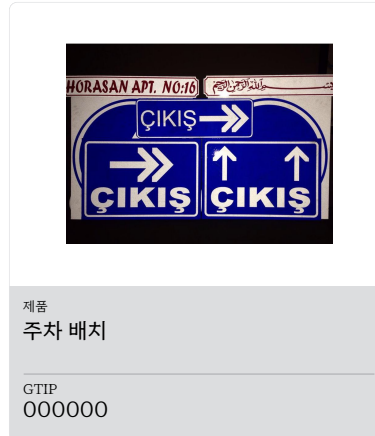 HORASAN APT. NO:16
ÇIKIŞ
ÇIKIŞ
ÇIKIŞ
제품
주차 배치
GTIP
000000